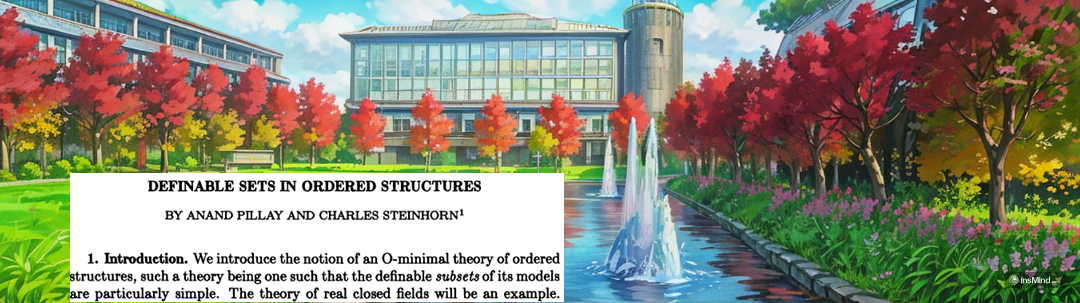 DEFINABLE SETS IN ORDERED STRUCTURES
BY ANAND PILLAY AND CHARLES STEINHORN¹
1. Introduction. We introduce the notion of an O-minimal theory of ordered
structures, such a theory being one such that the definable subsets of its models
are particularly simple. The theory of real closed fields will be an example.
insMind